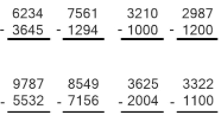 6234 7561 3210 2987
- 3645 - 1294 - 1000 - 1200
9787 8549 3625 3322
- 5532 - 7156 - 2004 - 1100